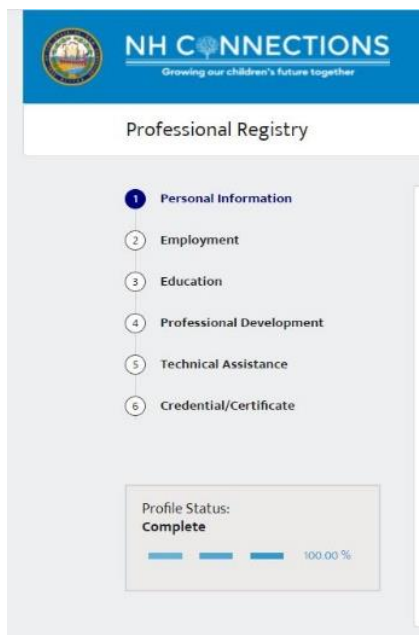 NH CONNECTIONS
Growing our children's future together
Professional Registry
1 Personal Information
2 Employment
3 Education
4 Professional Development
5 Technical Assistance
6 Credential/Certificate
Profile Status:
Complete
100.00 %